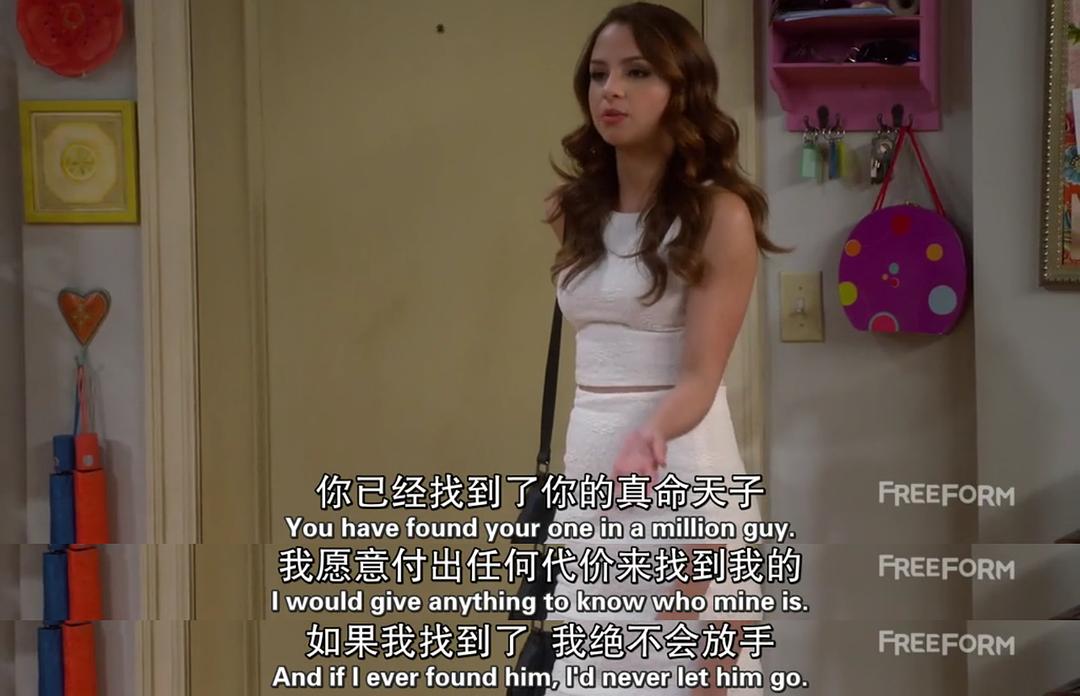 你已经找到了你的真命天子
FREEFORM
You have found your one in a million guy.
我愿意付出任何代价来找到我的
FREEFORM
I would give anything to know who mine is.
如果我找到了 我绝不会放手
FREEFORM
And if I ever found him, I'd never let him go.